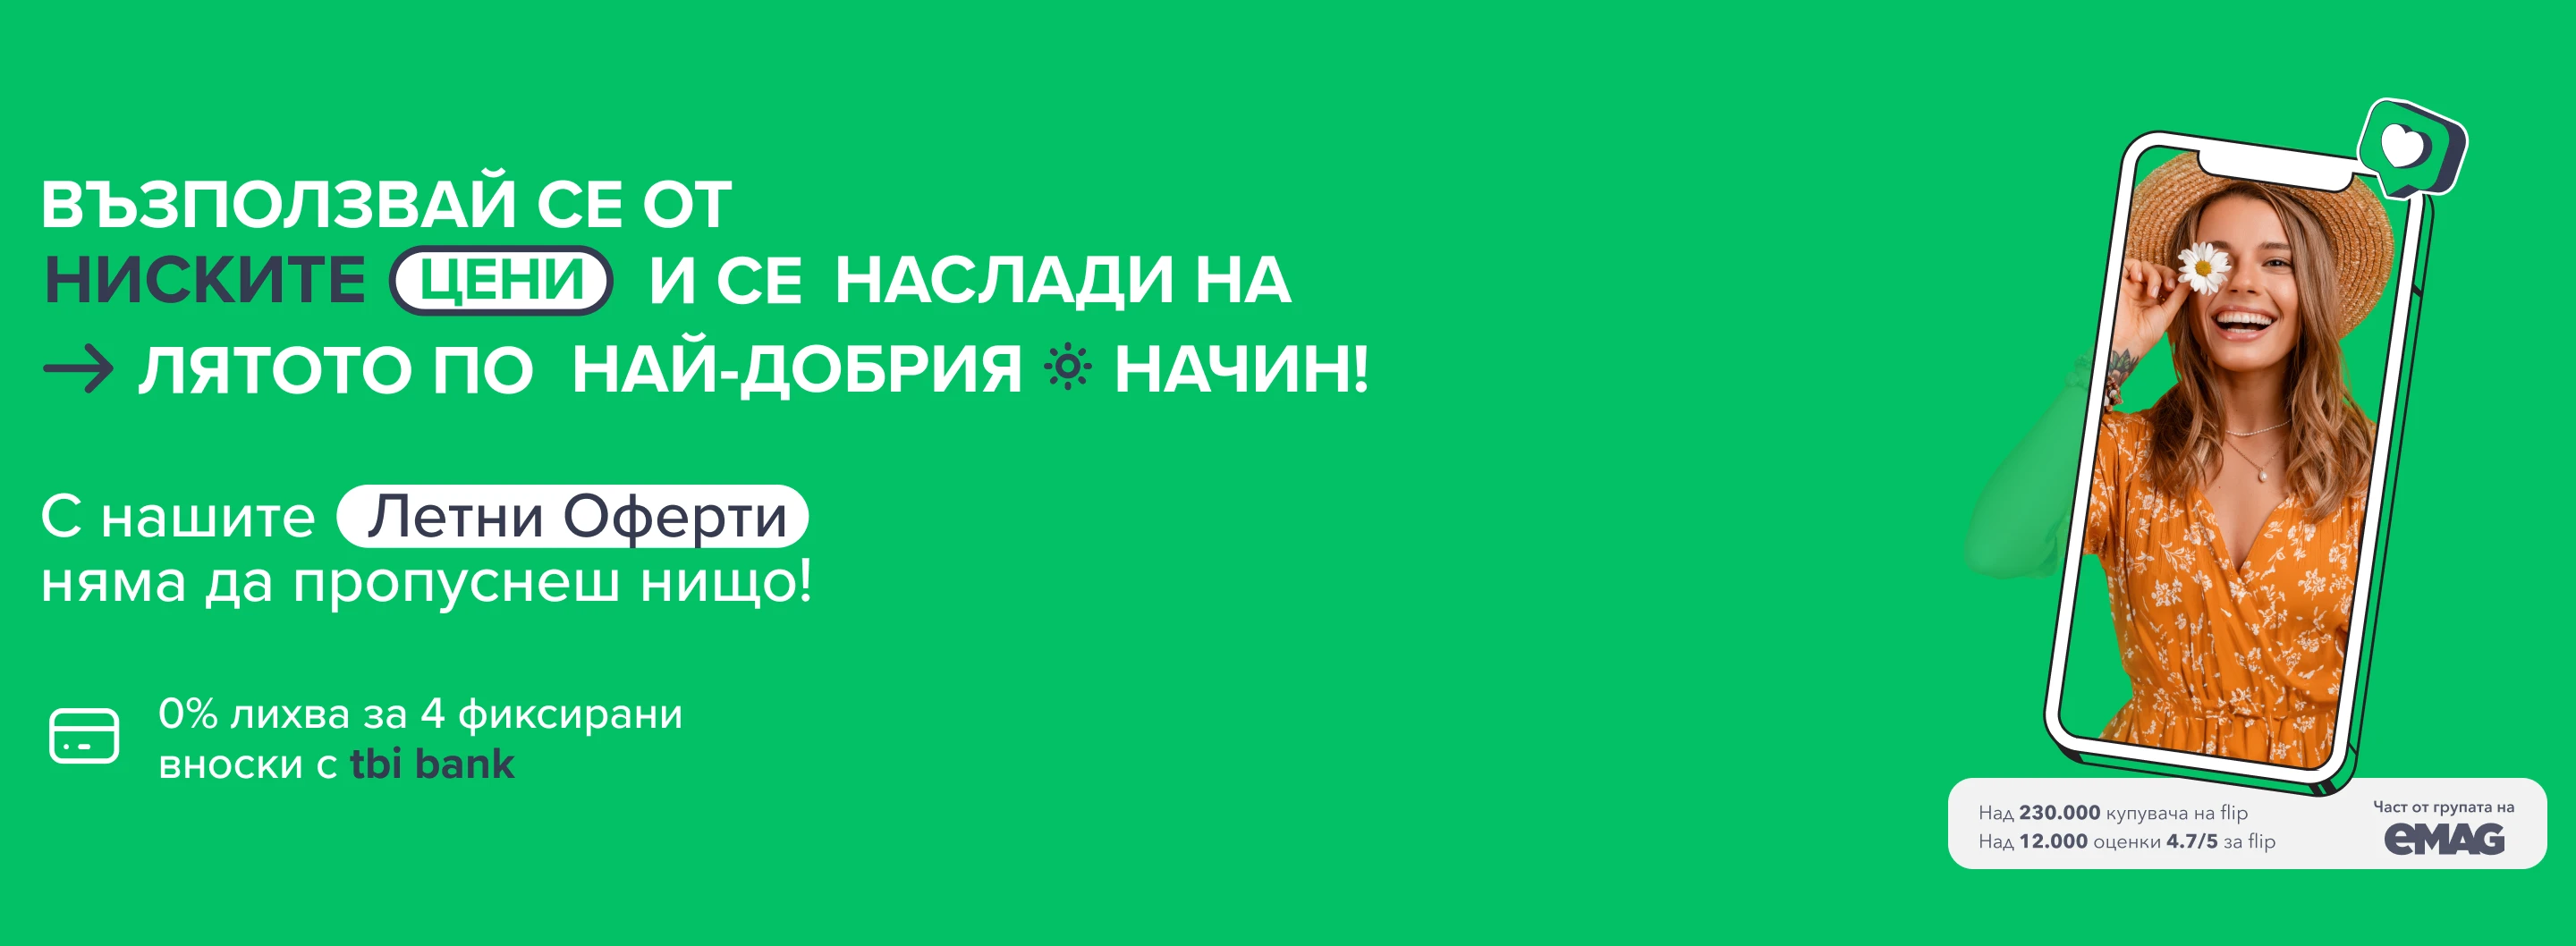 ВЪЗПОЛЗВАЙ СЕ ОТ
НИСКИТЕ ЦЕНИ И СЕ НАСЛАДИ НА
ЛЯТОТО ПО НАЙ-ДОБРИЯ НАЧИН!
С нашите Летни Оферти
няма да пропуснеш нищо!
0% лихва за 4 фиксирани
вноски с tbi bank
Над 230.000 купувача на flip
Над 12.000 оценки 4.7/5 за flip
Част от групата на
eMAG